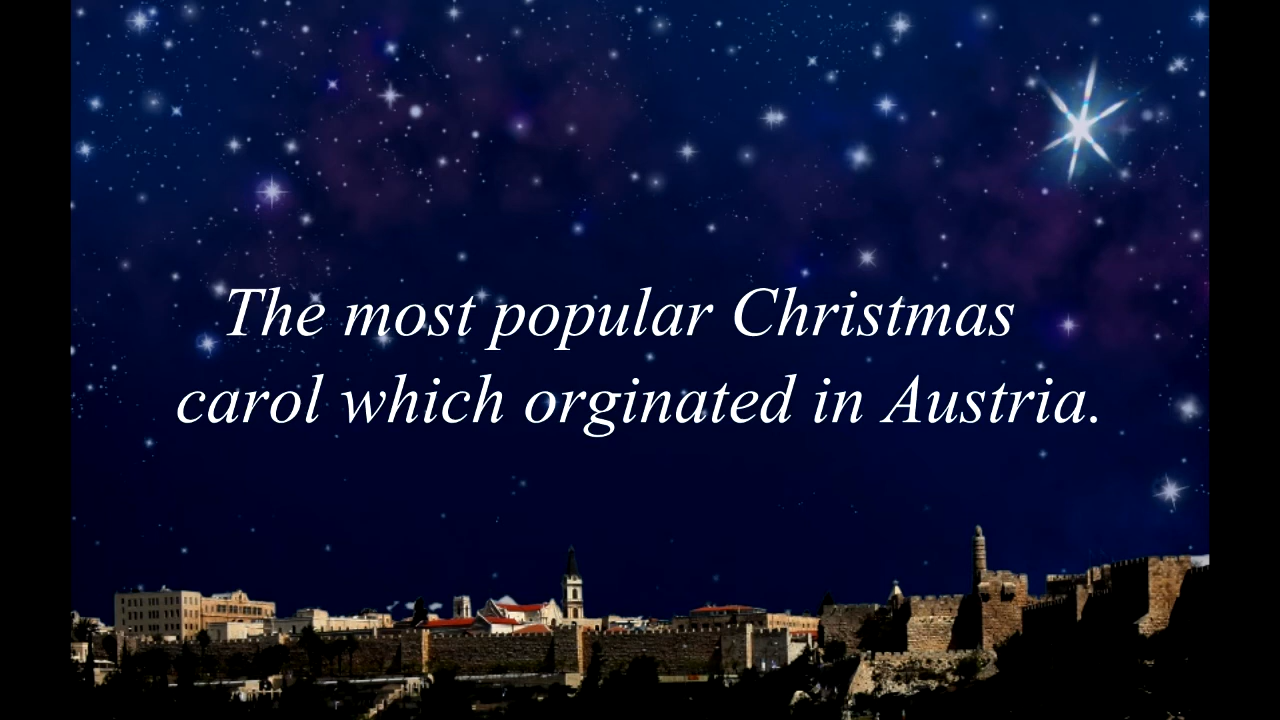 The most popular Christmas
carol which orginated in Austria.